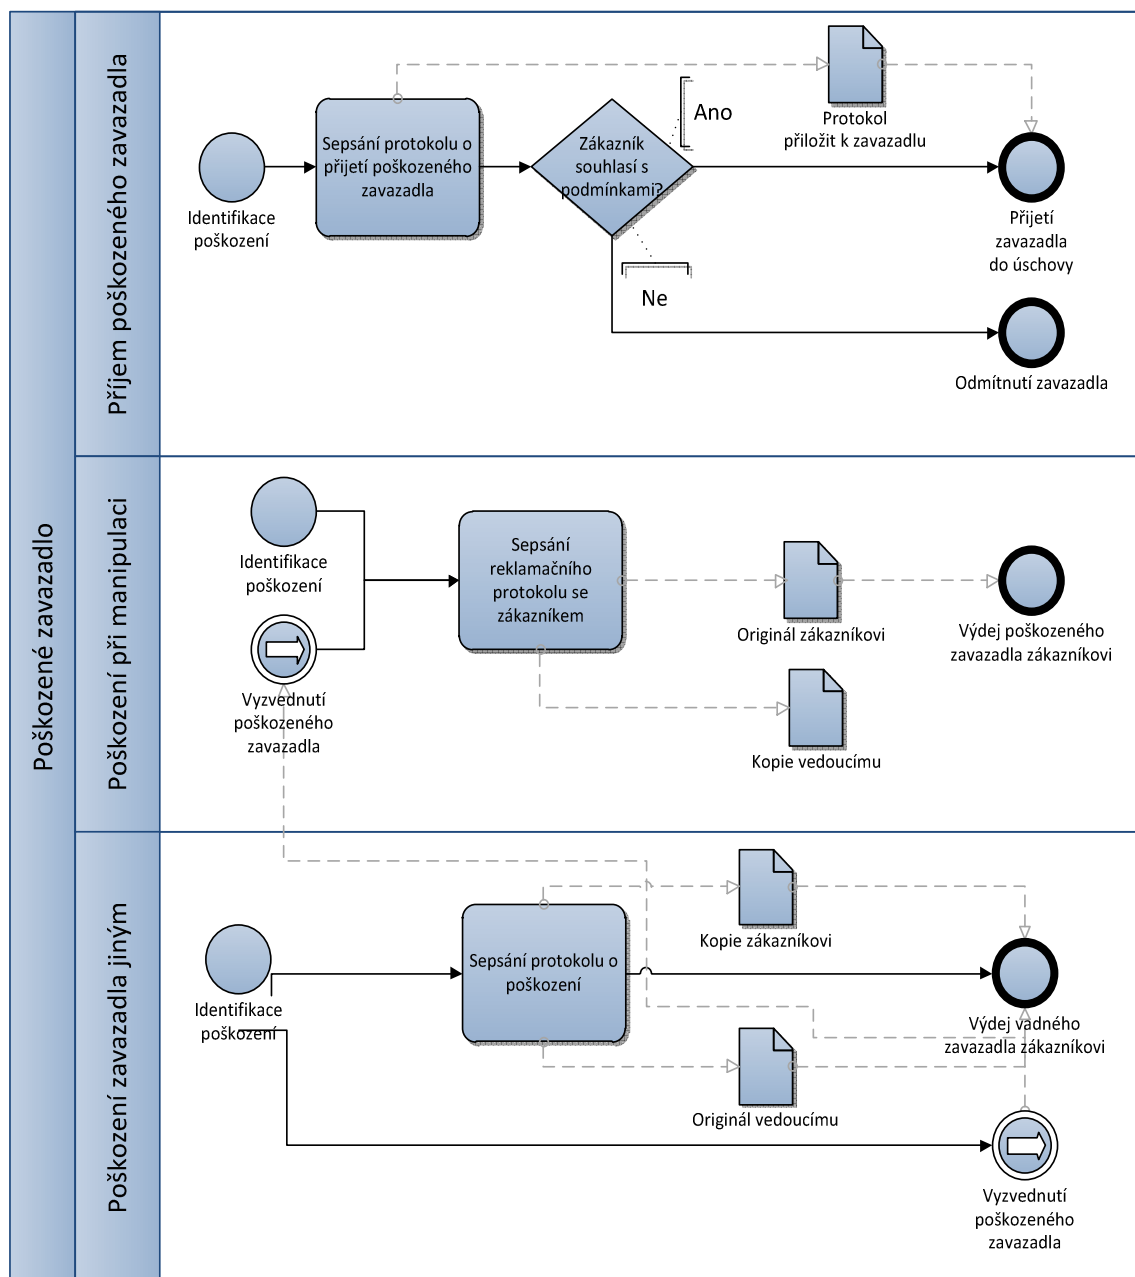 Poškozené zavazadlo
Příjem poškozeného zavazadla
Identifikace
poškození
Sepsání protokolu o
přijetí poškozeného
zavazadla
Zákazník
souhlasí s
podmínkami?
Ano
Ne
Protokol
přiložit k zavazadlu
Přijetí
zavazadla
do úschovy
Odmítnutí zavazadla
Poškození při manipulaci
Identifikace
poškození
Vyzvednutí
poškozeného
zavazadla
Sepsání
reklamačního
protokolu se
zákazníkem
Originál zákazníkovi
Kopie vedoucímu
Výdej poškozeného
zavazadla zákazníkovi
Poškození zavazadla jiným
Identifikace
poškození
Sepsání protokolu o
poškození
Kopie zákazníkovi
Originál vedoucímu
Výdej vadného
zavazadla zákazníkovi
Vyzvednutí
poškozeného
zavazadla